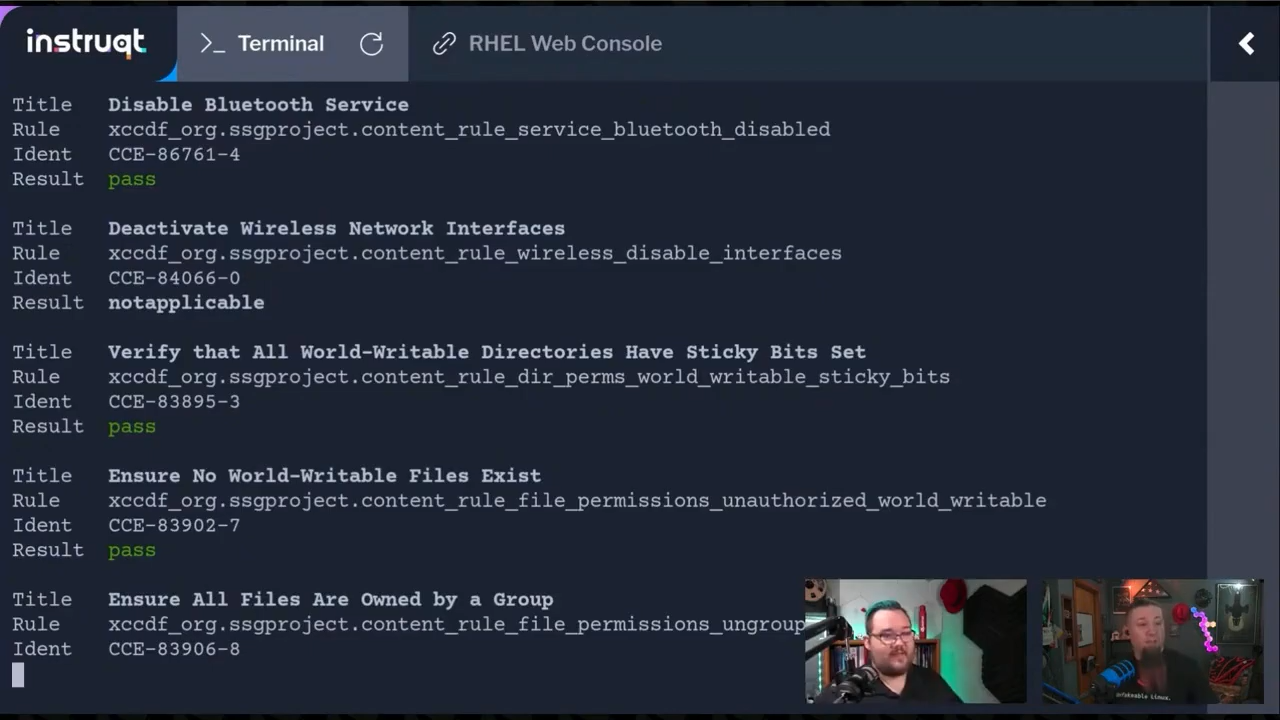 instruqt
>_ Terminal
RHEL Web Console
Title Disable Bluetooth Service
Rule xccdf_org.ssgproject.content_rule_service_bluetooth_disabled
Ident CCE-86761-4
Result pass
Title Deactivate Wireless Network Interfaces
Rule xccdf_org.ssgproject.content_rule_wireless_disable_interfaces
Ident CCE-84066-0
Result notapplicable
Title Verify that All World-Writable Directories Have Sticky Bits Set
Rule xccdf_org.ssgproject.content_rule_dir_perms_world_writable_sticky_bits
Ident CCE-83895-3
Result pass
Title Ensure No World-Writable Files Exist
Rule xccdf_org.ssgproject.content_rule_file_permissions_unauthorized_world_writable
Ident CCE-83902-7
Result pass
Title Ensure All Files Are Owned by a Group
Rule xccdf_org.ssgproject.content_rule_file_permissions_ungroup
Ident CCE-83906-8
Linux.